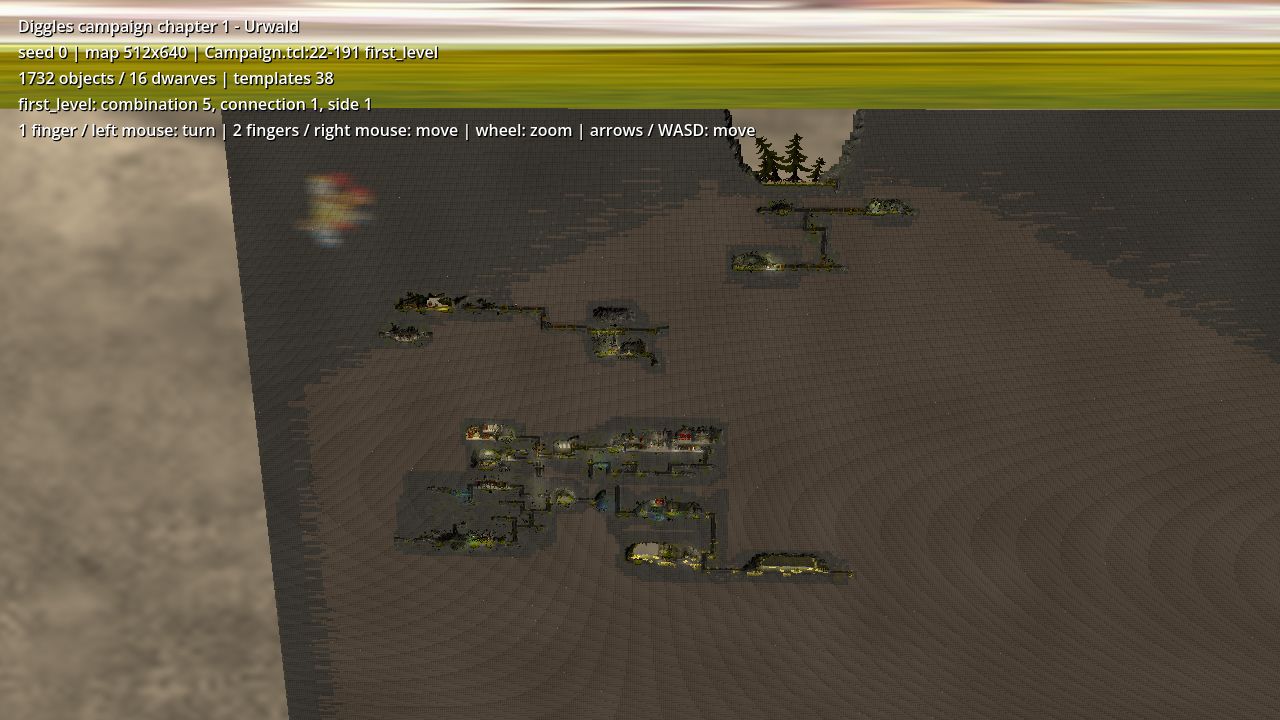 Diggles campaign chapter 1 - Urwald
seed 0 | map 512x640 | Campaign.tcl:22-191 first_level
1732 objects / 16 dwarves | templates 38
first_level: combination 5, connection 1, side 1
1 finger / left mouse: turn | 2 fingers / right mouse: move | wheel: zoom | arrows / WASD: move